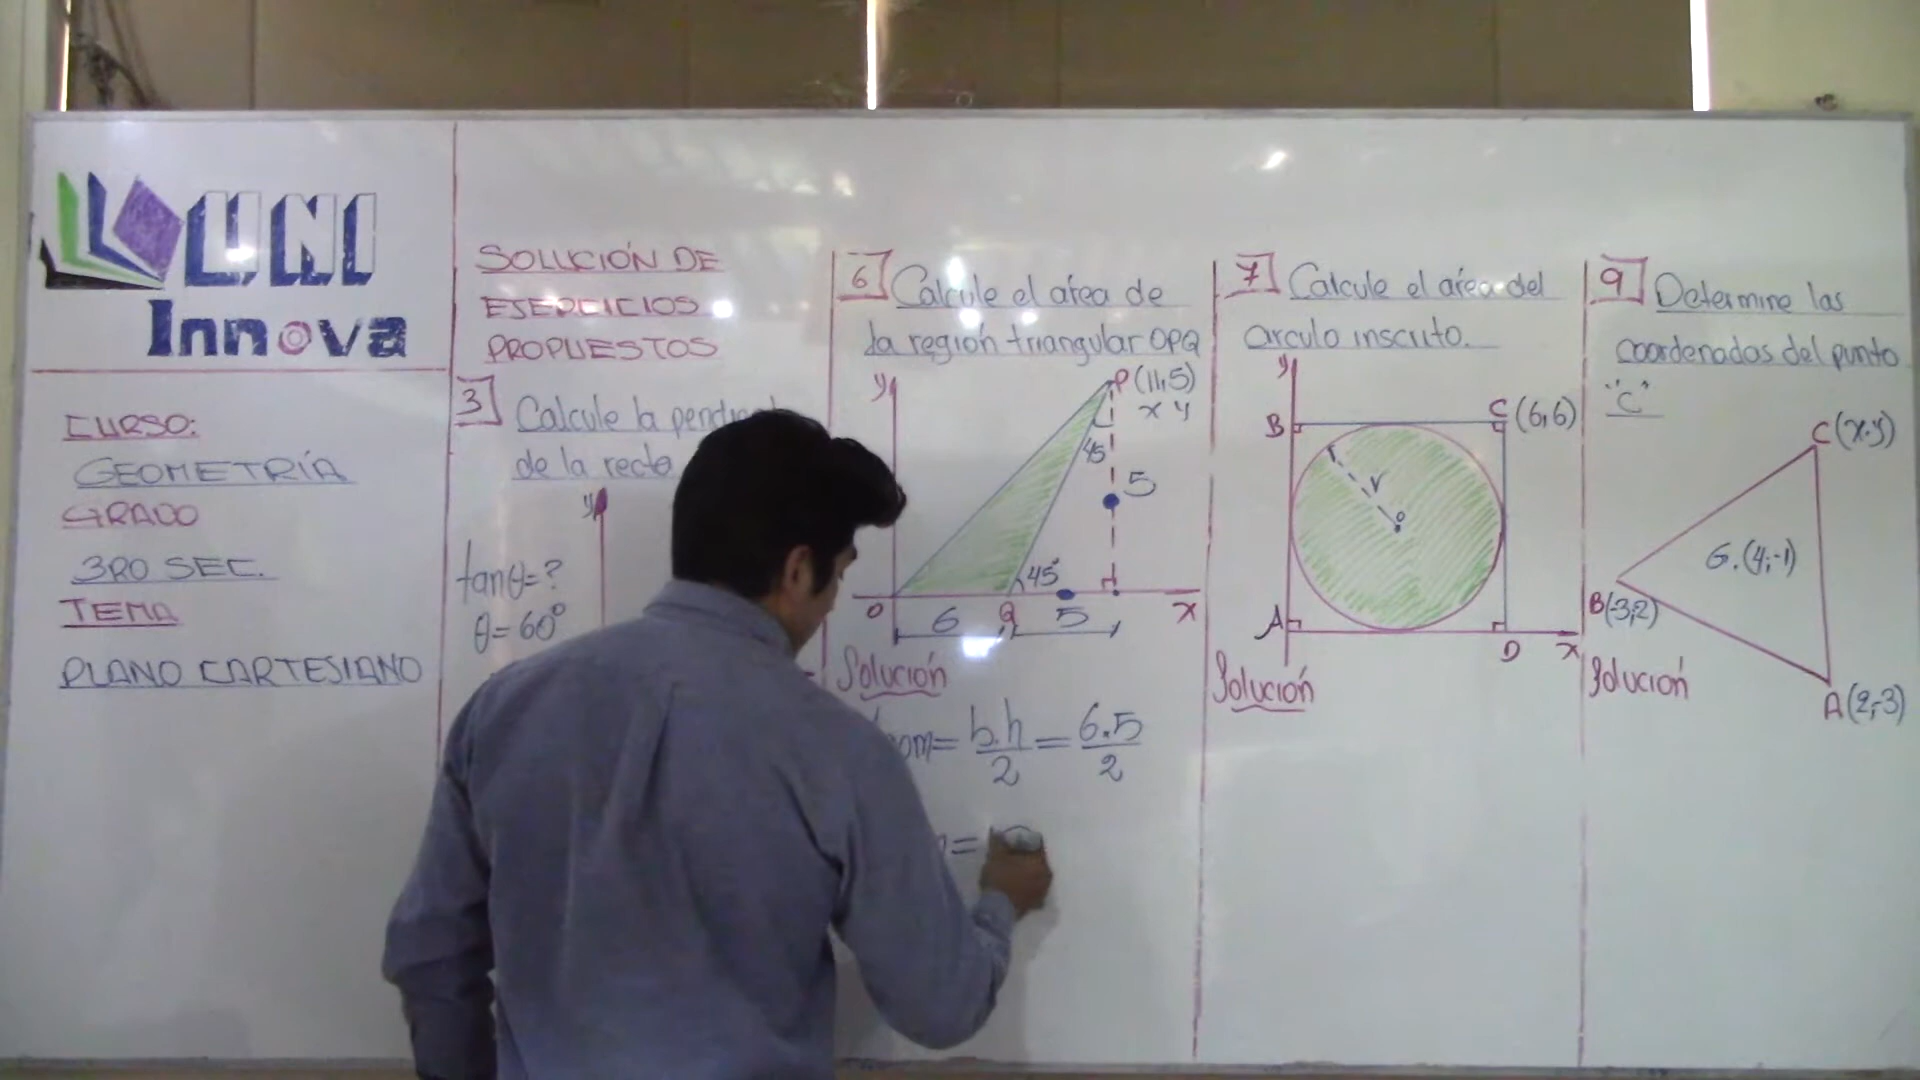 UNI
Innova
CURSO:
GEOMETRÍA
GRADO
3RO SEC.
TEMA
PLANO CARTESIANO
SOLUCIÓN DE
EJERCICIOS
PROPUESTOS
3 Calcule la
de la recta
y
tanθ=?
θ=60°
6 Calcule el área de
la región triangular OPQ
y
P(11;5)
x y
45
5
45°
O Q x
6 5
Solución
= b.h/2 = 6.5/2
=
7 Calcule el área del
circulo inscrito.
y
B C (6;6)
r
o
A D x
Solución
9 Determine las
coordenadas del punto
"C"
C(x;y)
G.(4;-1)
B(-3;2)
Solución
A(2;-3)